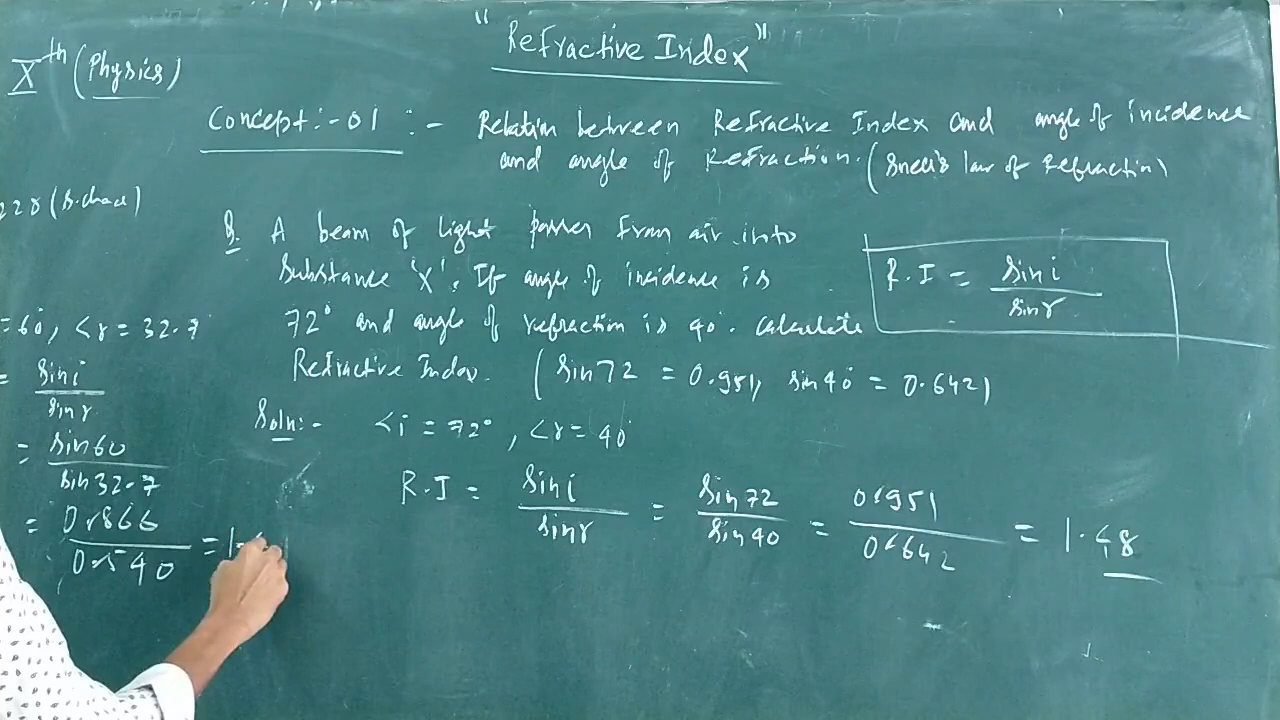 "Refractive Index"
Xth (Physics)
Concept:-01 :- Relation between Refractive Index and angle of incidence
and angle of Refraction. (Snell's law of Refraction)
228 (S.chand)
Q. A beam of light passes from air into
Substance 'X'. If angle of incidence is
72° and angle of refraction is 40°. Calculate
Refractive Index. (sin72 = 0.951, sin40 = 0.642)
R.I = sin i / sin r
Soln:- <i = 72°, <r = 40°
R.I = sin i / sin r = sin 72 / sin 40 = 0.951 / 0.642 = 1.48
=60°, <r = 32.7
= sin i / sin r
= sin 60 / sin 32.7
= 0.866 / 0.540 = 1.